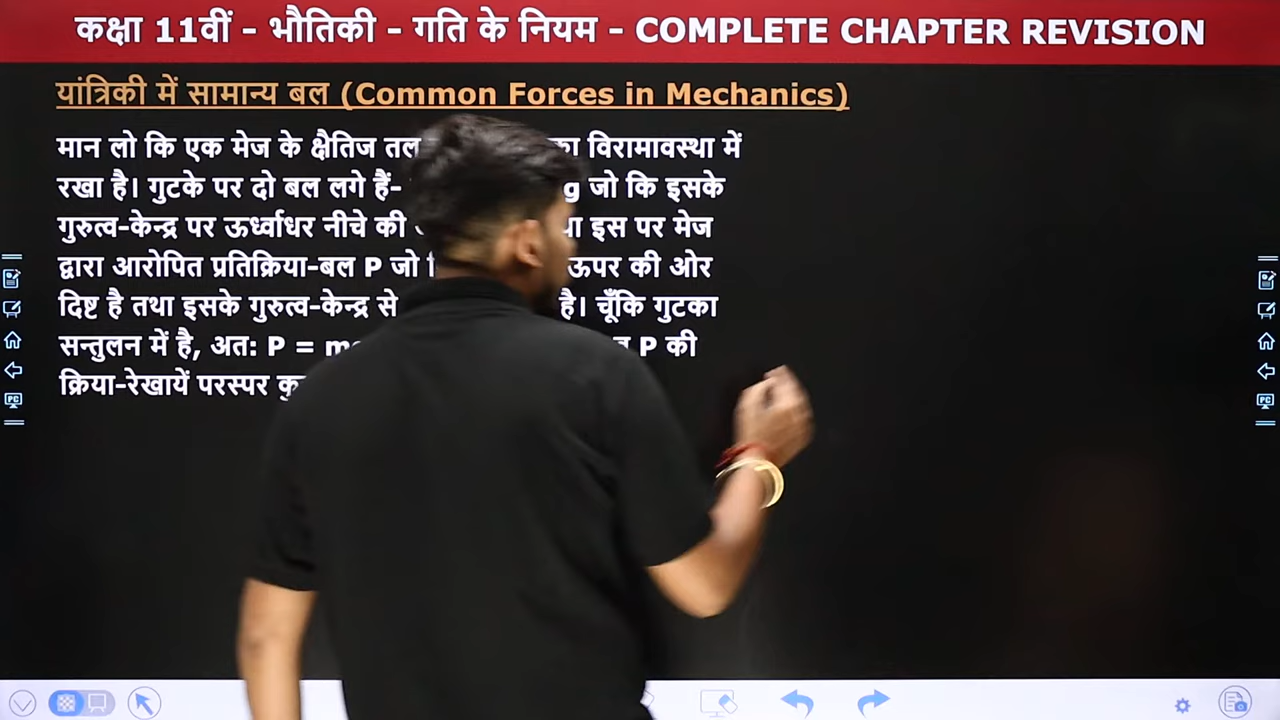 कक्षा 11वीं - भौतिकी - गति के नियम - COMPLETE CHAPTER REVISION
यांत्रिकी में सामान्य बल (Common Forces in Mechanics)
मान लो कि एक मेज के क्षैतिज तल विरामावस्था में
रखा है। गुटके पर दो बल लगे हैं- जो कि इसके
गुरुत्व-केन्द्र पर ऊर्ध्वाधर नीचे की इस पर मेज
द्वारा आरोपित प्रतिक्रिया-बल P जो ऊपर की ओर
दिष्ट है तथा इसके गुरुत्व-केन्द्र से है। चूँकि गुटका
सन्तुलन में है, अत: P = P की
क्रिया-रेखायें परस्पर
PC
PC